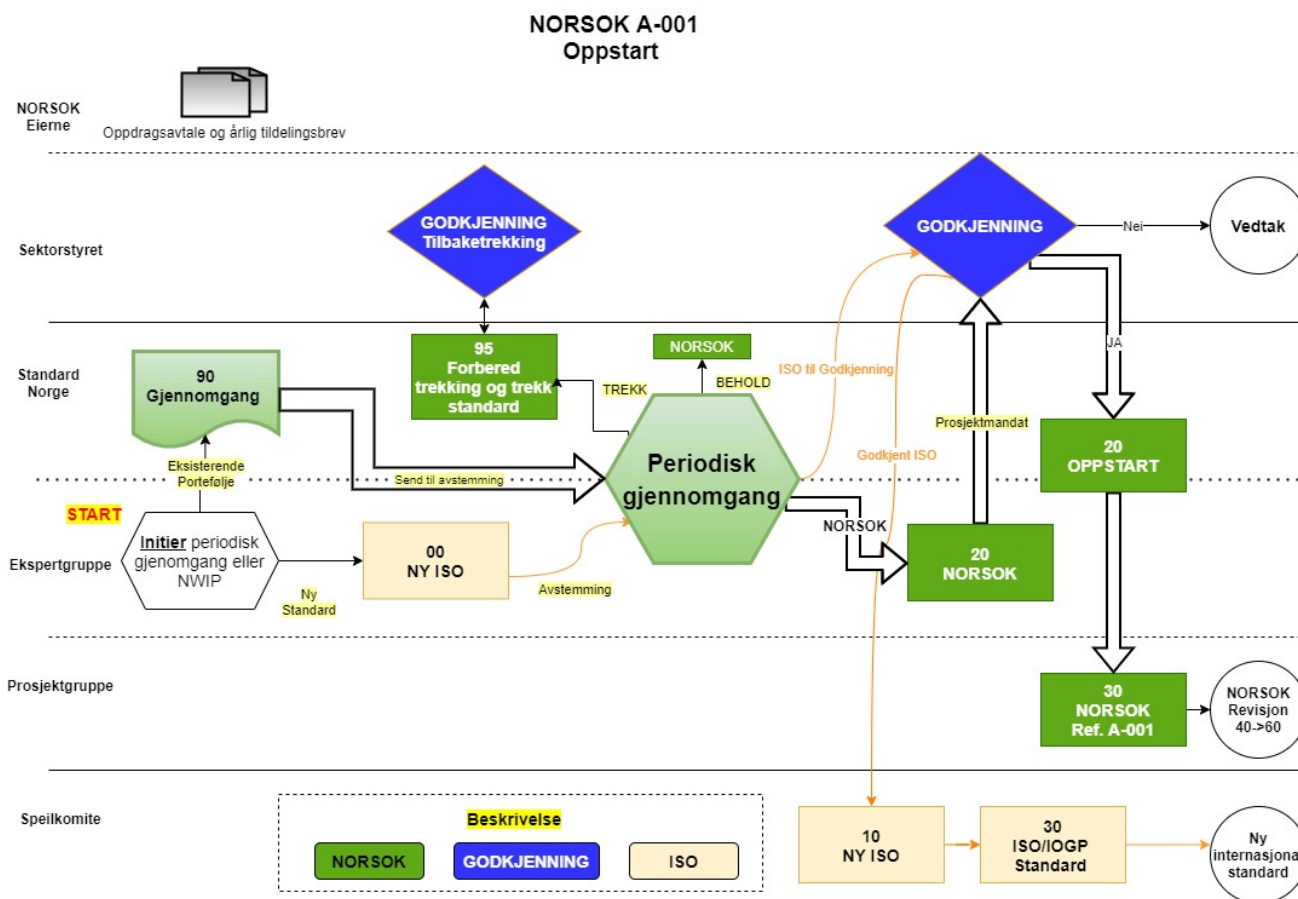 NORSOK A-001
Oppstart
NORSOK
Eierne
Oppdragsavtale og årlig tildelingsbrev
Sektorstyret
GODKJENNING
Tilbaketrekking
GODKJENNING
Nei
Vedtak
Standard
Norge
90
Gjennomgang
95
Forbered
trekking og trekk
standard
TREKK
NORSOK
BEHOLD
ISO til Godkjenning
JA
Prosjektmandat
Periodisk
gjennomgang
Godkjent ISO
20
OPPSTART
Eksisterende
Portefølje
Send til avstemming
START
Ekspertgruppe
Initier periodisk
gjenomgang eller
NWIP
Ny
Standard
00
NY ISO
Avstemming
NORSOK
20
NORSOK
Prosjektgruppe
30
NORSOK
Ref. A-001
NORSOK
Revisjon
40->60
Speilkomite
Beskrivelse
NORSOK
GODKJENNING
ISO
10
NY ISO
30
ISO/IOGP
Standard
Ny
internasjonal
standard